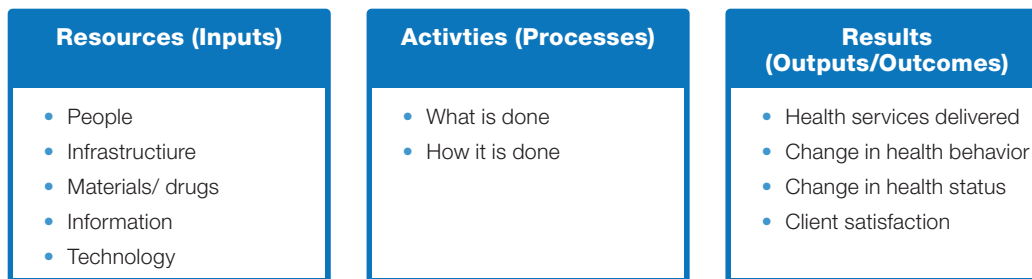 Resources (Inputs)
• People
• Infrastructiure
• Materials/ drugs
• Information
• Technology
Activties (Processes)
• What is done
• How it is done
Results
(Outputs/Outcomes)
• Health services delivered
• Change in health behavior
• Change in health status
• Client satisfaction